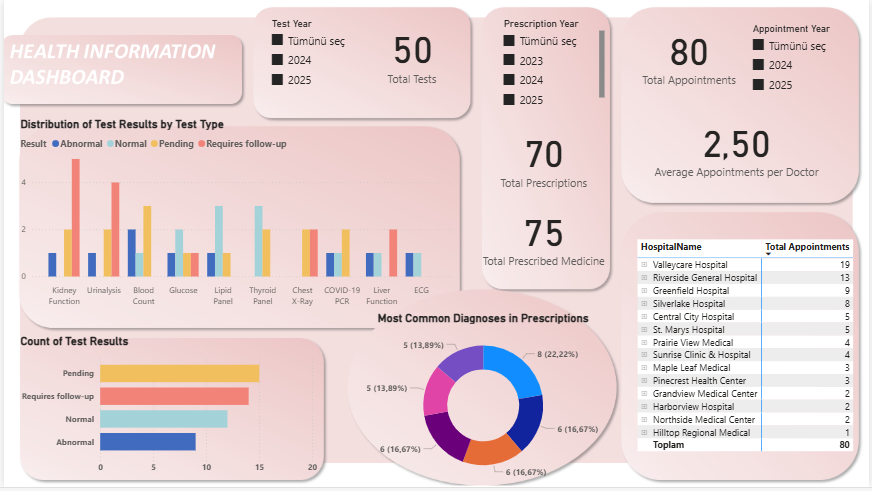 HEALTH INFORMATION
DASHBOARD
Test Year
Tümünü seç
2024
2025
50
Total Tests
Prescription Year
Tümünü seç
2023
2024
2025
70
Total Prescriptions
75
Total Prescribed Medicine
80
Total Appointments
Appointment Year
Tümünü seç
2024
2025
2,50
Average Appointments per Doctor
Distribution of Test Results by Test Type
Result Abnormal Normal Pending Requires follow-up
4
2
0
Kidney Function
Urinalysis
Blood Count
Glucose
Lipid Panel
Thyroid Panel
Chest X-Ray
COVID-19 PCR
Liver Function
ECG
Count of Test Results
Pending
Requires follow-up
Normal
Abnormal
0 5 10 15 20
Most Common Diagnoses in Prescriptions
5 (13,89%)
8 (22,22%)
5 (13,89%)
6 (16,67%)
6 (16,67%)
6 (16,67%)
HospitalName Total Appointments
Valleycare Hospital 19
Riverside General Hospital 13
Greenfield Hospital 9
Silverlake Hospital 8
Central City Hospital 5
St. Marys Hospital 5
Prairie View Medical 4
Sunrise Clinic & Hospital 4
Maple Leaf Medical 3
Pinecrest Health Center 3
Grandview Medical Center 2
Harborview Hospital 2
Northside Medical Center 2
Hilltop Regional Medical 1
Toplam 80